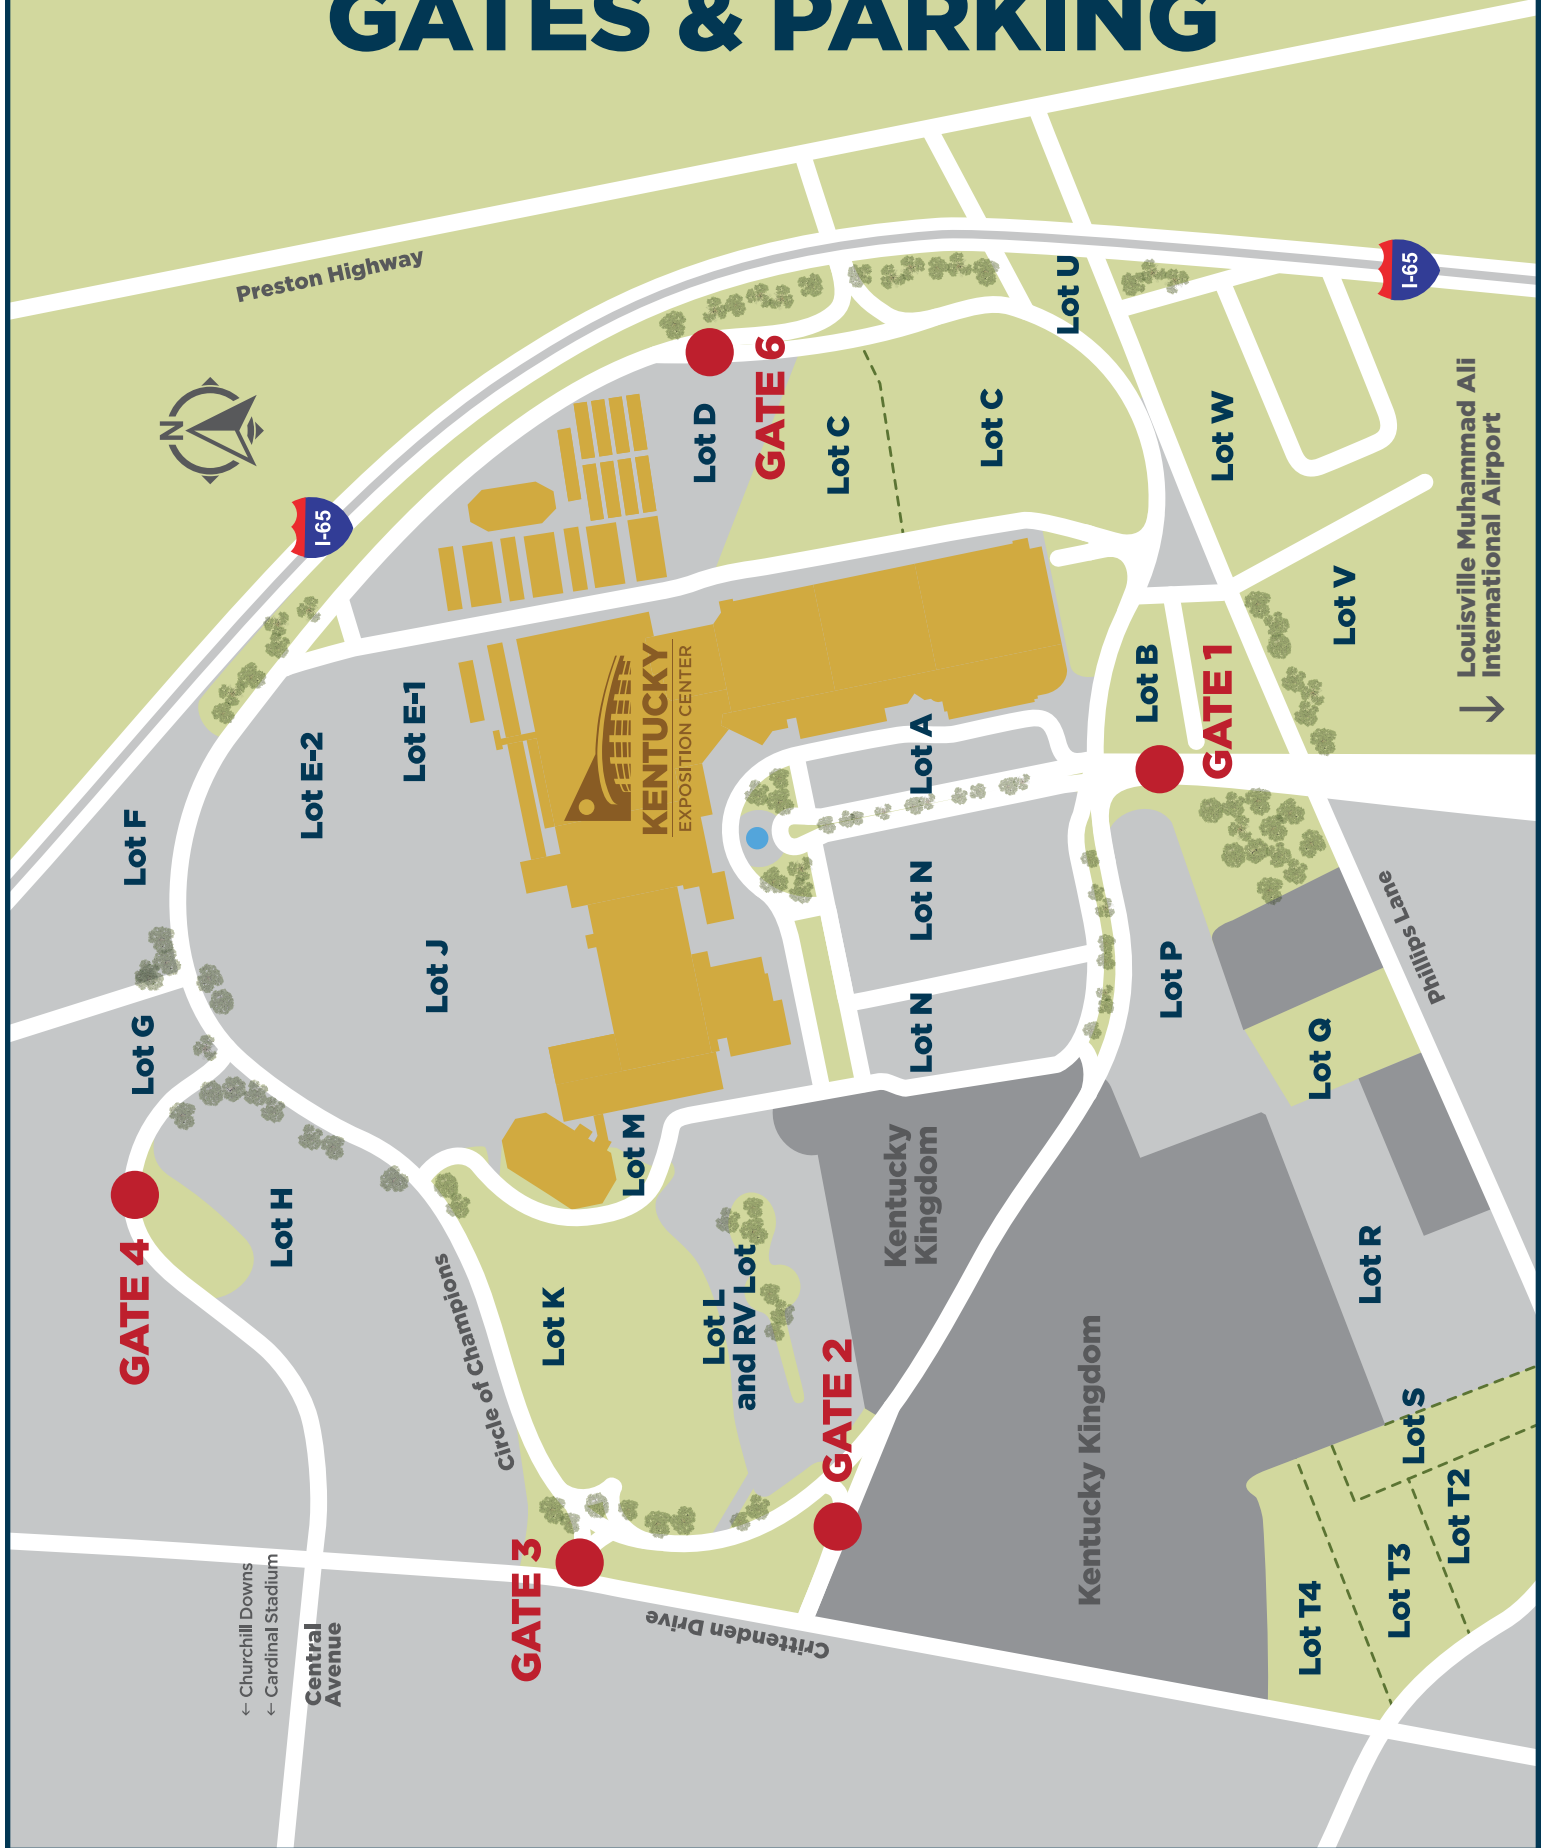 GATES & PARKING
Preston Highway
I-65
I-65
N
Lot U
GATE 6
Lot D
Lot C
Lot C
Lot W
Louisville Muhammad Ali
International Airport
↓
Lot V
Lot B
GATE 1
KENTUCKY
EXPOSITION CENTER
Lot E-1
Lot E-2
Lot A
Lot F
Lot J
Lot N
Lot N
Lot P
Phillips Lane
Lot G
Lot Q
Lot M
Kentucky
Kingdom
Lot H
GATE 4
Circle of Champions
Lot K
Lot L
and RV Lot
GATE 2
Lot R
Kentucky Kingdom
Lot S
Lot T2
Lot T3
Lot T4
GATE 3
Crittenden Drive
← Churchill Downs
← Cardinal Stadium
Central
Avenue